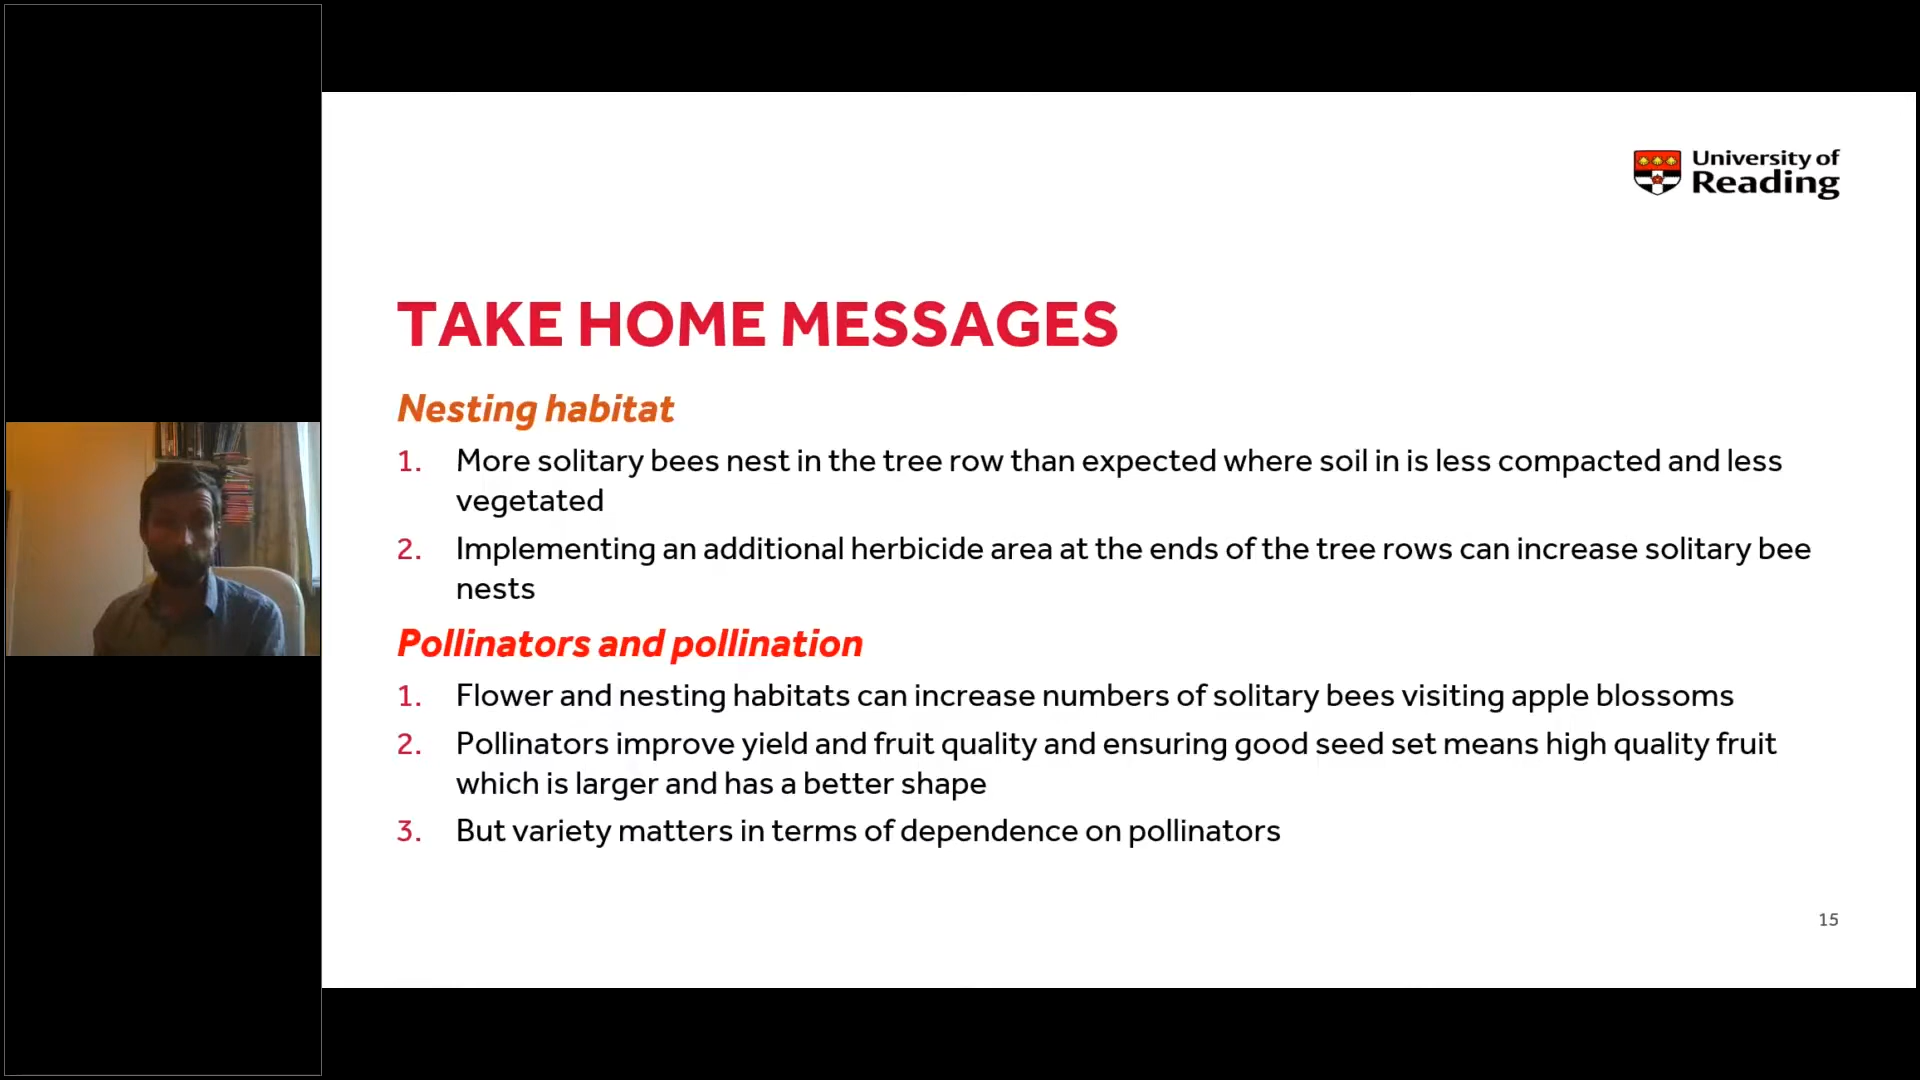 University of
Reading
TAKE HOME MESSAGES
Nesting habitat
1. More solitary bees nest in the tree row than expected where soil in is less compacted and less
vegetated
2. Implementing an additional herbicide area at the ends of the tree rows can increase solitary bee
nests
Pollinators and pollination
1. Flower and nesting habitats can increase numbers of solitary bees visiting apple blossoms
2. Pollinators improve yield and fruit quality and ensuring good seed set means high quality fruit
which is larger and has a better shape
3. But variety matters in terms of dependence on pollinators
15